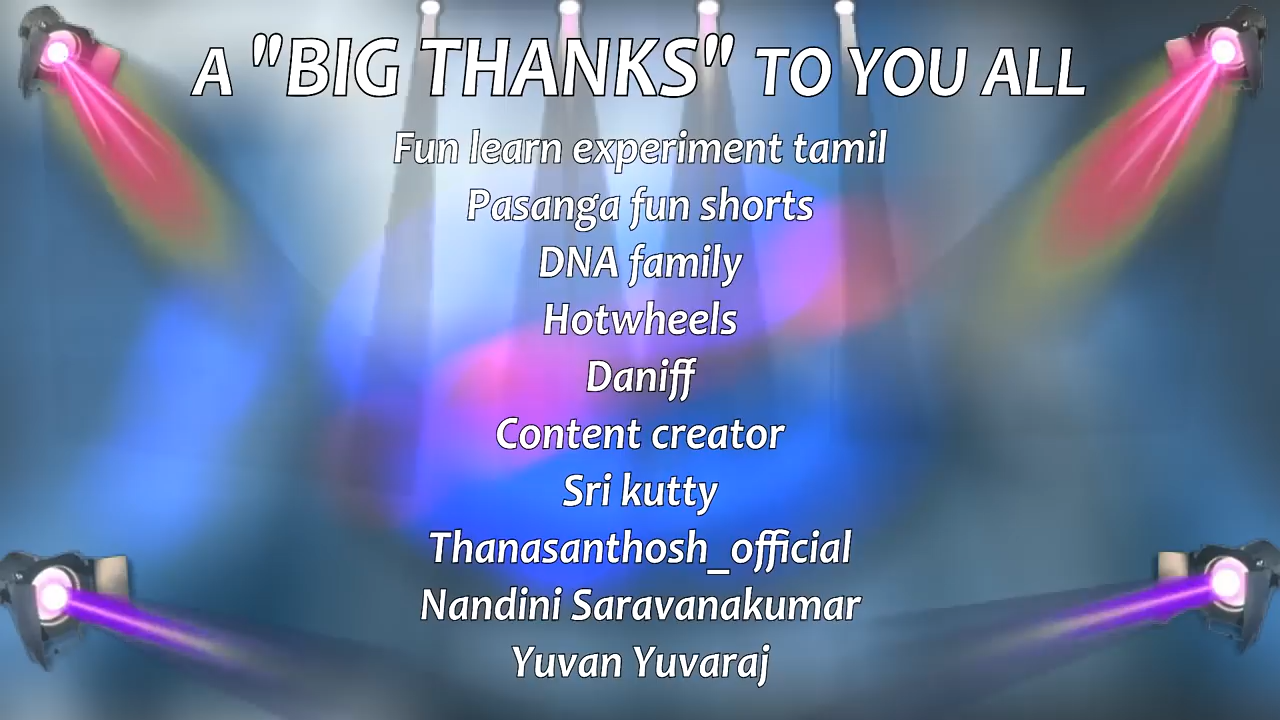 A "BIG THANKS" TO YOU ALL
Fun learn experiment tamil
Pasanga fun shorts
DNA family
Hotwheels
Daniff
Content creator
Sri kutty
Thanasanthosh_official
Nandini Saravanakumar
Yuvan Yuvaraj